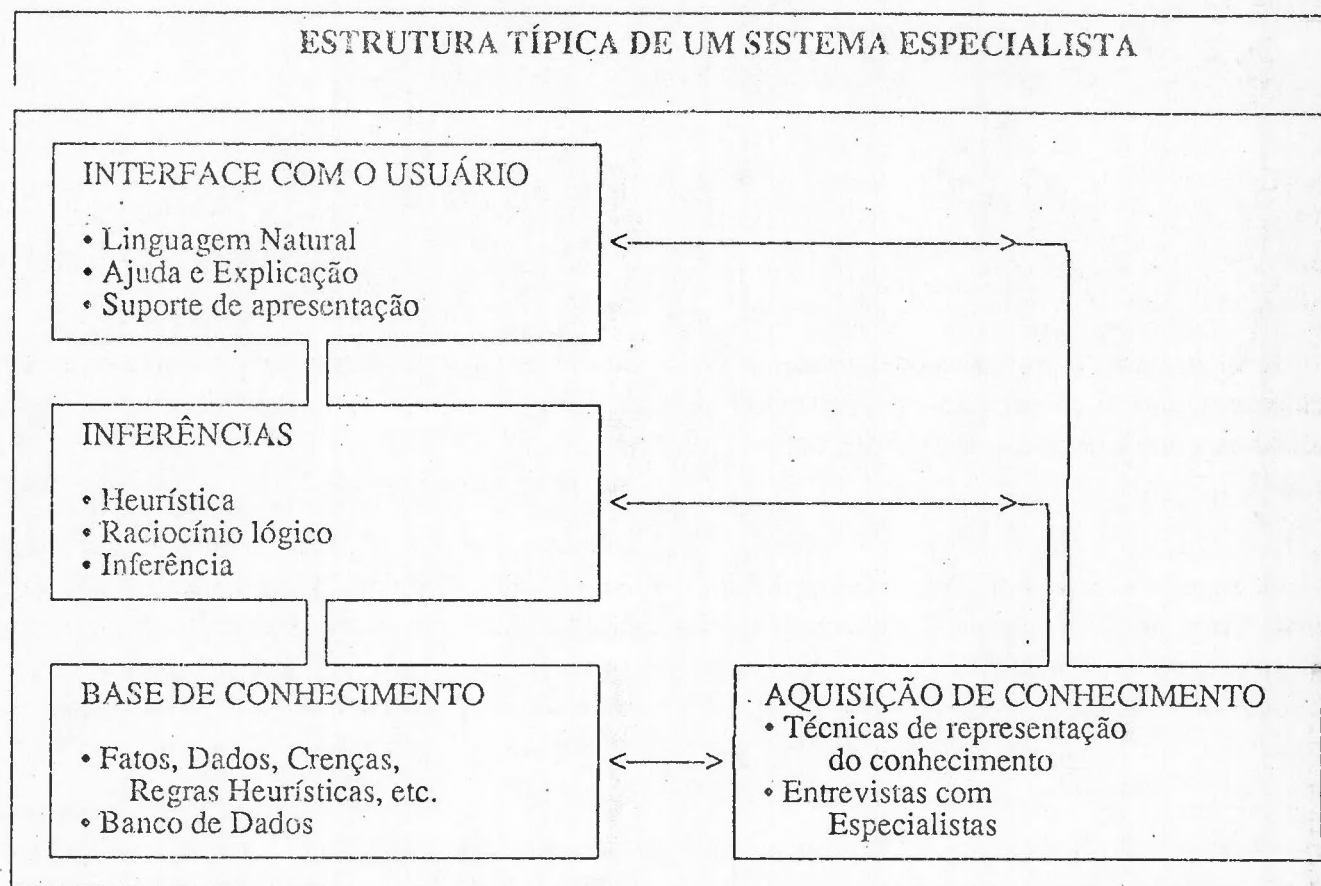 ESTRUTURA TÍPICA DE UM SISTEMA ESPECIALISTA
INTERFACE COM O USUÁRIO
• Linguagem Natural
• Ajuda e Explicação
• Suporte de apresentação
INFERÊNCIAS
• Heurística
• Raciocínio lógico
• Inferência
BASE DE CONHECIMENTO
• Fatos, Dados, Crenças,
Regras Heurísticas, etc.
• Banco de Dados
AQUISIÇÃO DE CONHECIMENTO
• Técnicas de representação
do conhecimento
• Entrevistas com
Especialistas